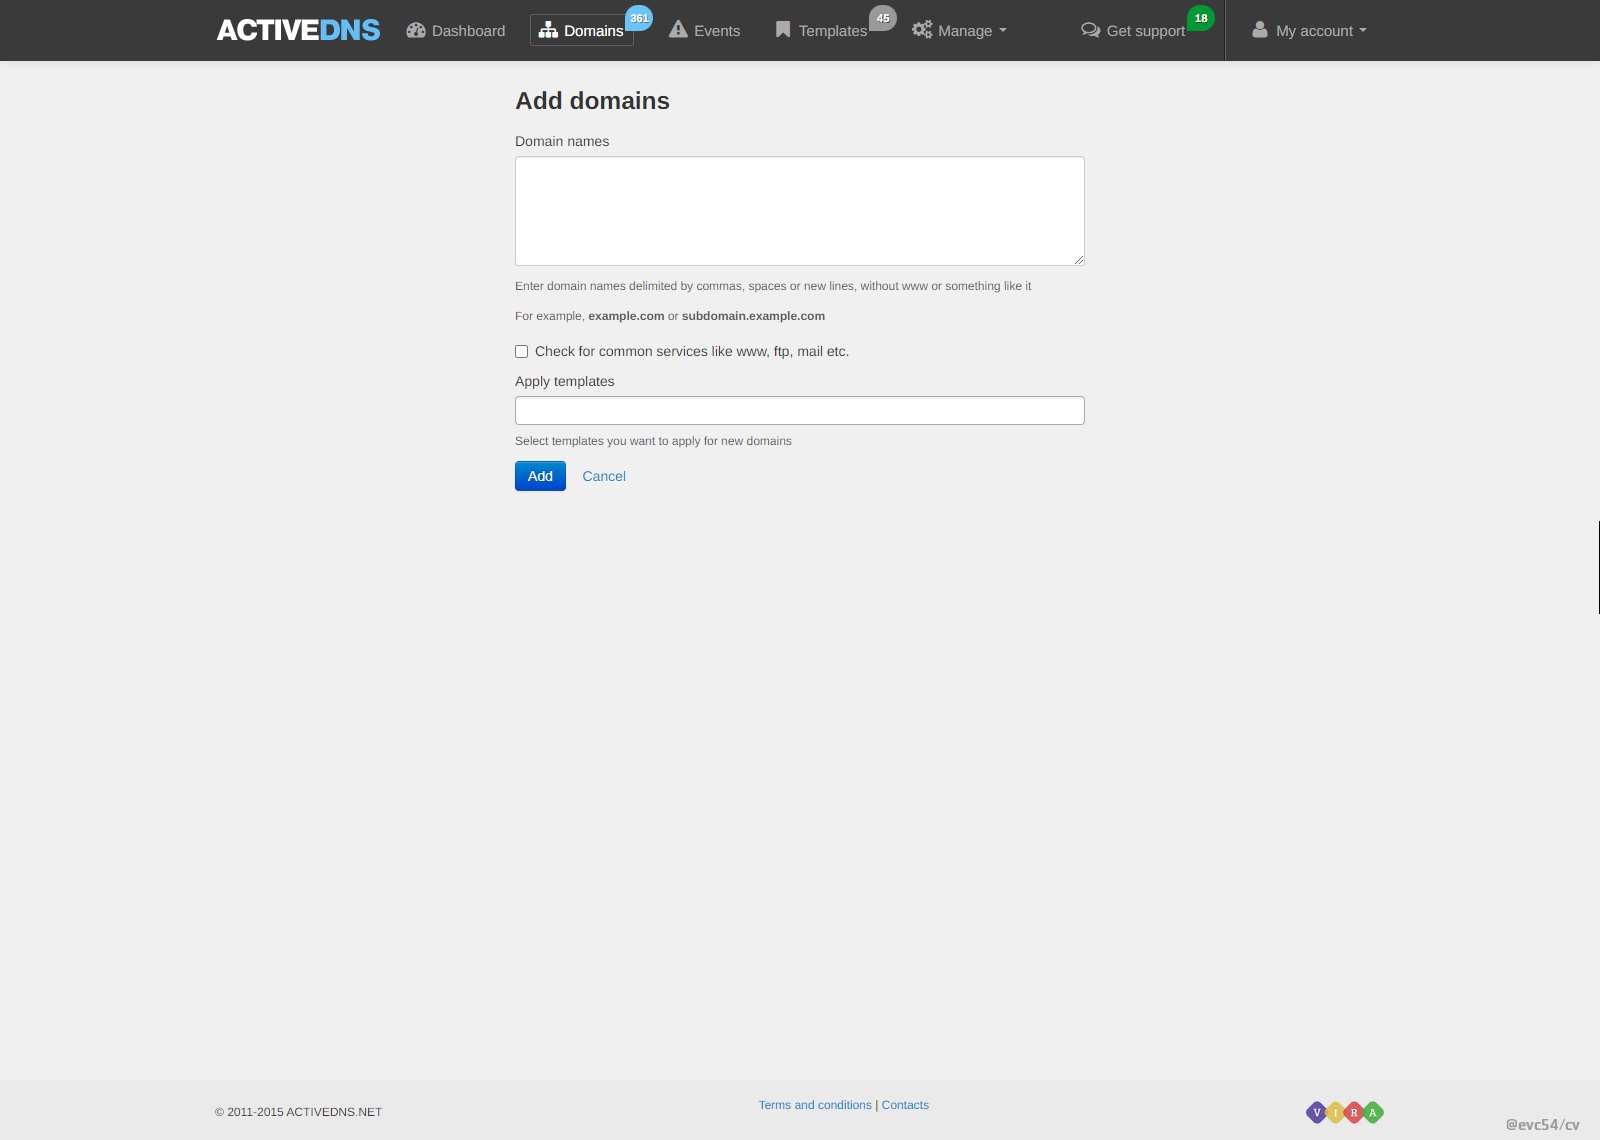 ACTIVEDNS Dashboard Domains 361 Events Templates 45 Manage Get support 18 My account
Add domains
Domain names
Enter domain names delimited by commas, spaces or new lines, without www or something like it
For example, example.com or subdomain.example.com
Check for common services like www, ftp, mail etc.
Apply templates
Select templates you want to apply for new domains
Add Cancel
© 2011-2015 ACTIVEDNS.NET Terms and conditions | Contacts VIRA
@evc54/cv